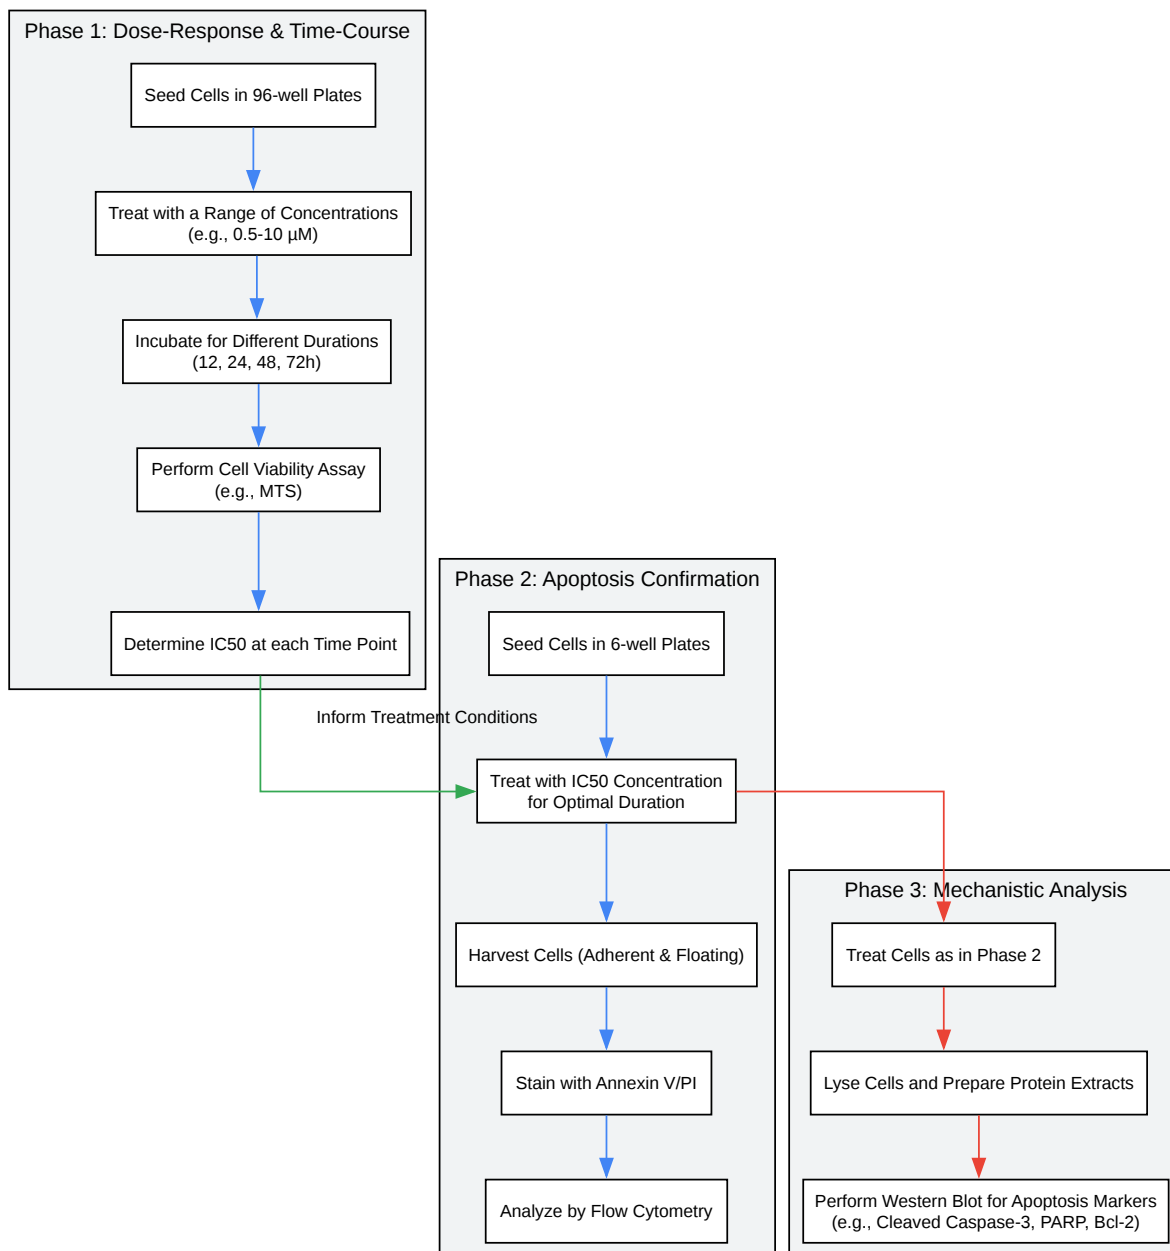 Phase 1: Dose-Response & Time-Course
Seed Cells in 96-well Plates
Treat with a Range of Concentrations
(e.g., 0.5-10 µM)
Incubate for Different Durations
(12, 24, 48, 72h)
Perform Cell Viability Assay
(e.g., MTS)
Determine IC50 at each Time Point
Inform Treatment Conditions
Phase 2: Apoptosis Confirmation
Seed Cells in 6-well Plates
Treat with IC50 Concentration
for Optimal Duration
Harvest Cells (Adherent & Floating)
Stain with Annexin V/PI
Analyze by Flow Cytometry
Phase 3: Mechanistic Analysis
Treat Cells as in Phase 2
Lyse Cells and Prepare Protein Extracts
Perform Western Blot for Apoptosis Markers
(e.g., Cleaved Caspase-3, PARP, Bcl-2)